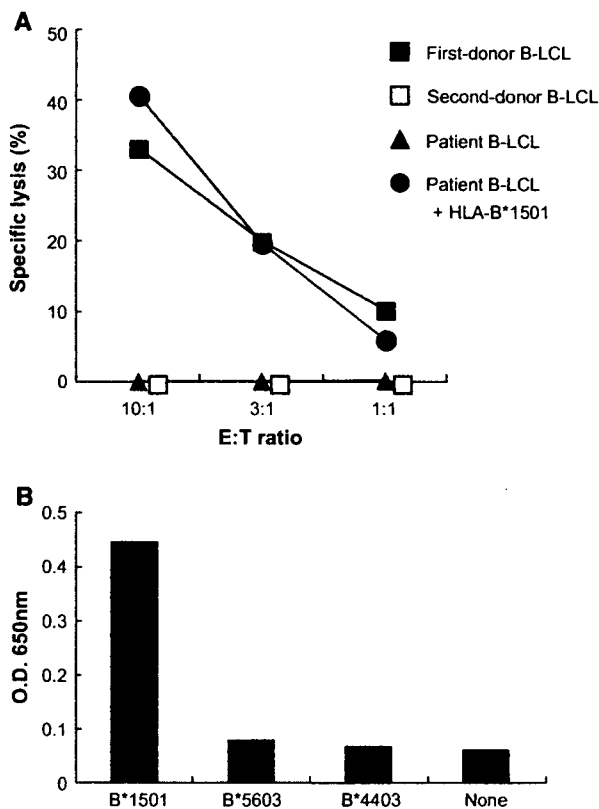 A
50
40
30
20
10
0
Specific lysis (%)
10:1 3:1 1:1
E:T ratio
First-donor B-LCL
Second-donor B-LCL
Patient B-LCL
Patient B-LCL
+ HLA-B*1501
B
0.5
0.4
0.3
0.2
0.1
0
O.D. 650nm
B*1501 B*5603 B*4403 None